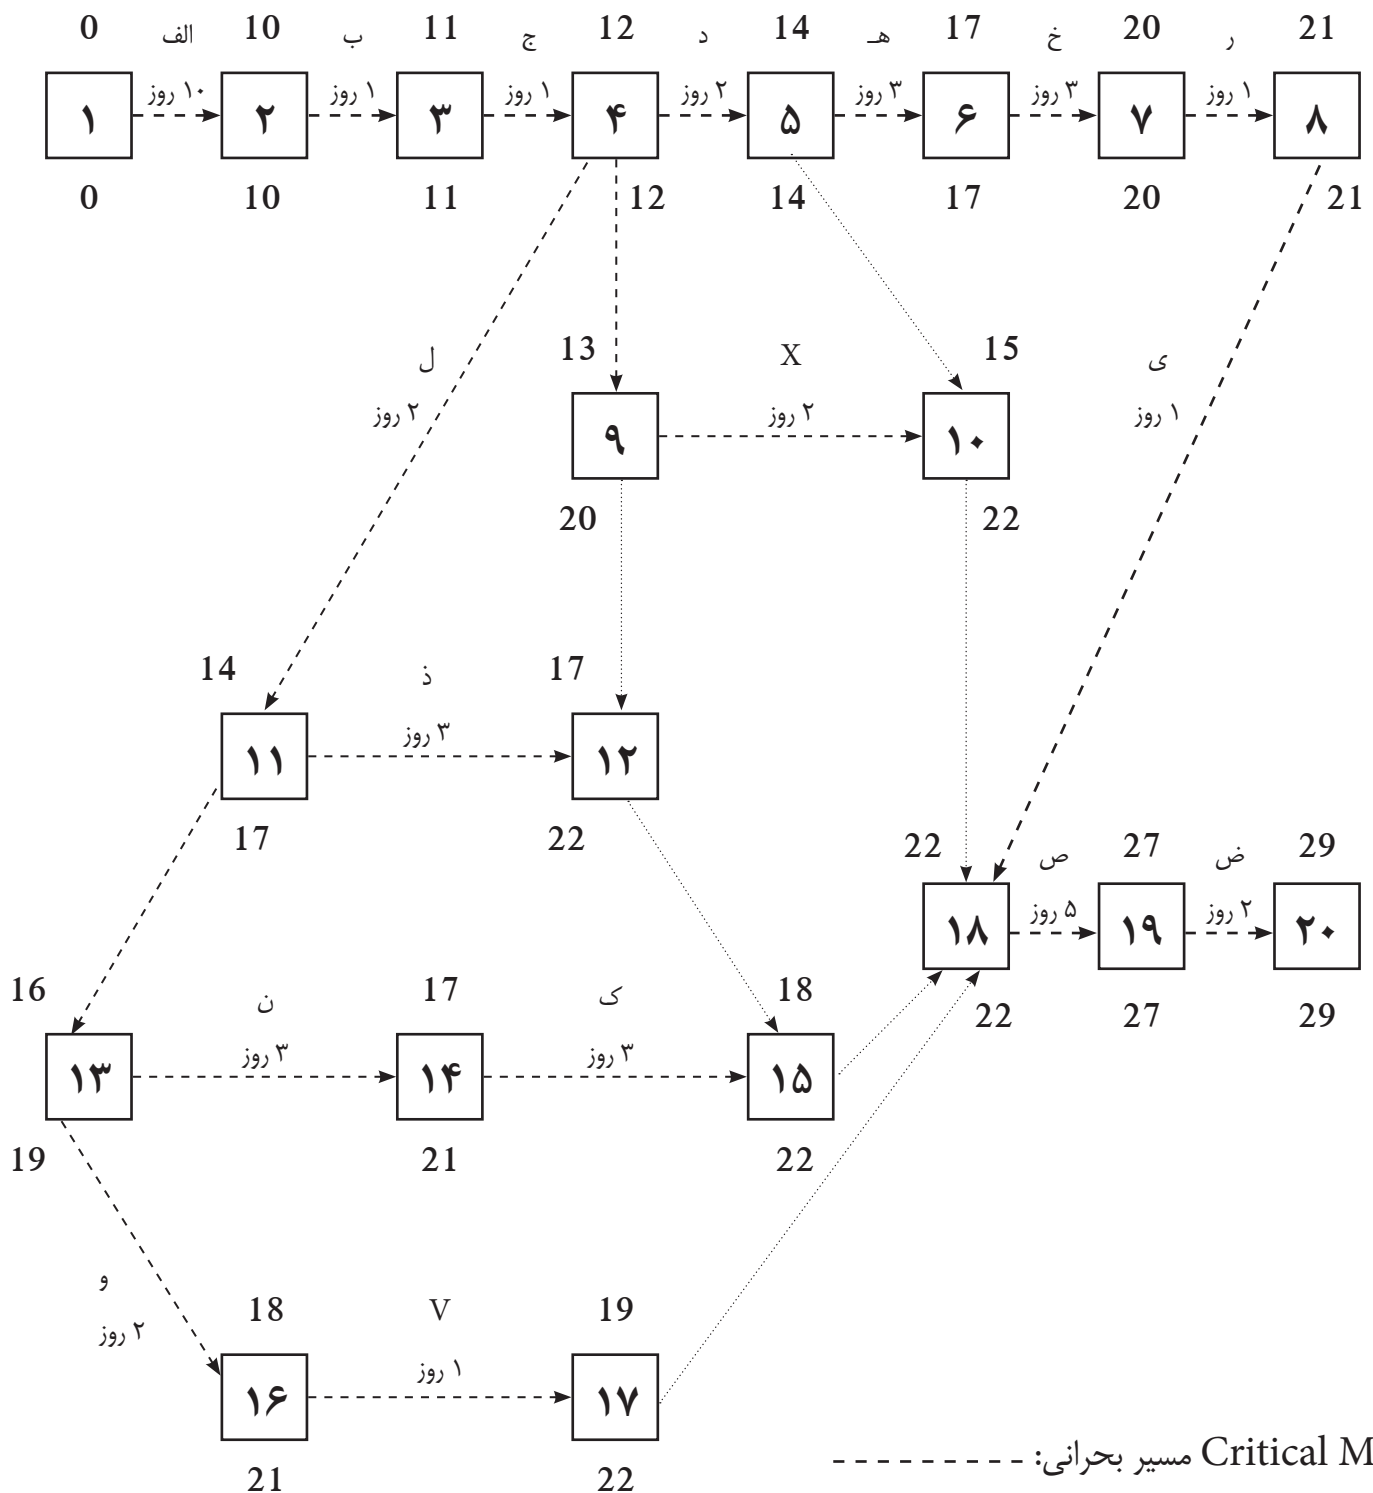 0 الف 10 ب 11 ج 12 د 14 هـ 17 خ 20 ر 21
۱ ۱۰ روز ۲ ۱ روز ۳ ۱ روز ۴ ۲ روز ۵ ۳ روز ۶ ۳ روز ۷ ۱ روز ۸
0 10 11 12 14 17 20 21
ل 13 X 15 ی
۲ روز ۹ ۲ روز ۱۰ ۱ روز
20 22
14 ذ 17
۱۱ ۳ روز ۱۲
17 22
22 ص 27 ض 29
۱۸ ۵ روز ۱۹ ۲ روز ۲۰
22 27 29
16 ن 17 ک 18
۱۳ ۳ روز ۱۴ ۳ روز ۱۵
19 21 22
و
۲ روز
18 V 19
۱۶ ۱ روز ۱۷
21 22
Critical M مسیر بحرانی: